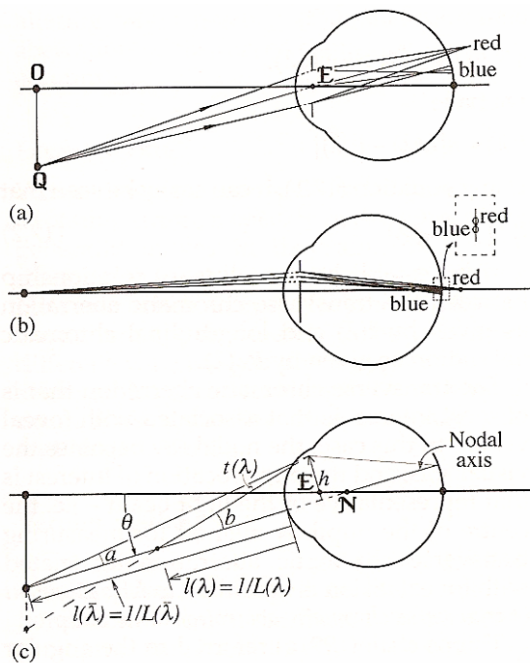 O
E
red
blue
Q
(a)
red
blue
red
blue
(b)
Nodal
axis
t(λ)
E
h
N
θ
b
a
l(λ) = 1/L(λ)
l(λ̄) = 1/L(λ̄)
(c)